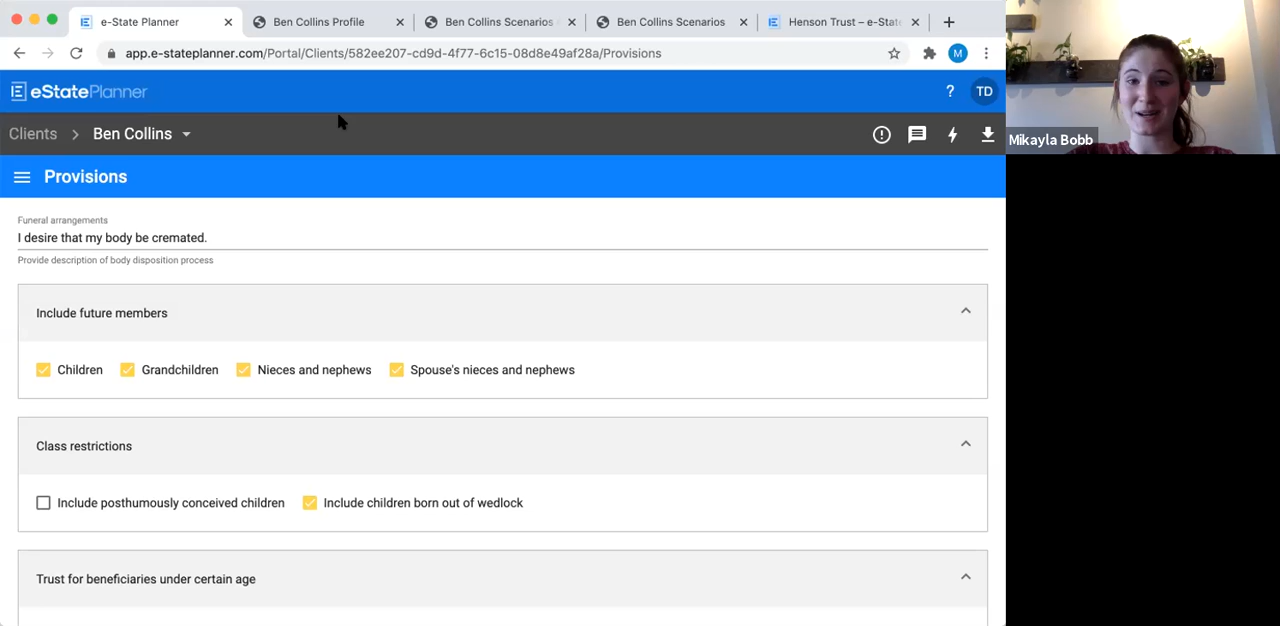 e-State Planner
Ben Collins Profile
Ben Collins Scenarios
Ben Collins Scenarios
Henson Trust – e-State
app.e-stateplanner.com/Portal/Clients/582ee207-cd9d-4f77-6c15-08d8e49af28a/Provisions
M
eStatePlanner
?
TD
Clients > Ben Collins
Mikayla Bobb
Provisions
Funeral arrangements
I desire that my body be cremated.
Provide description of body disposition process
Include future members
Children Grandchildren Nieces and nephews Spouse's nieces and nephews
Class restrictions
Include posthumously conceived children Include children born out of wedlock
Trust for beneficiaries under certain age